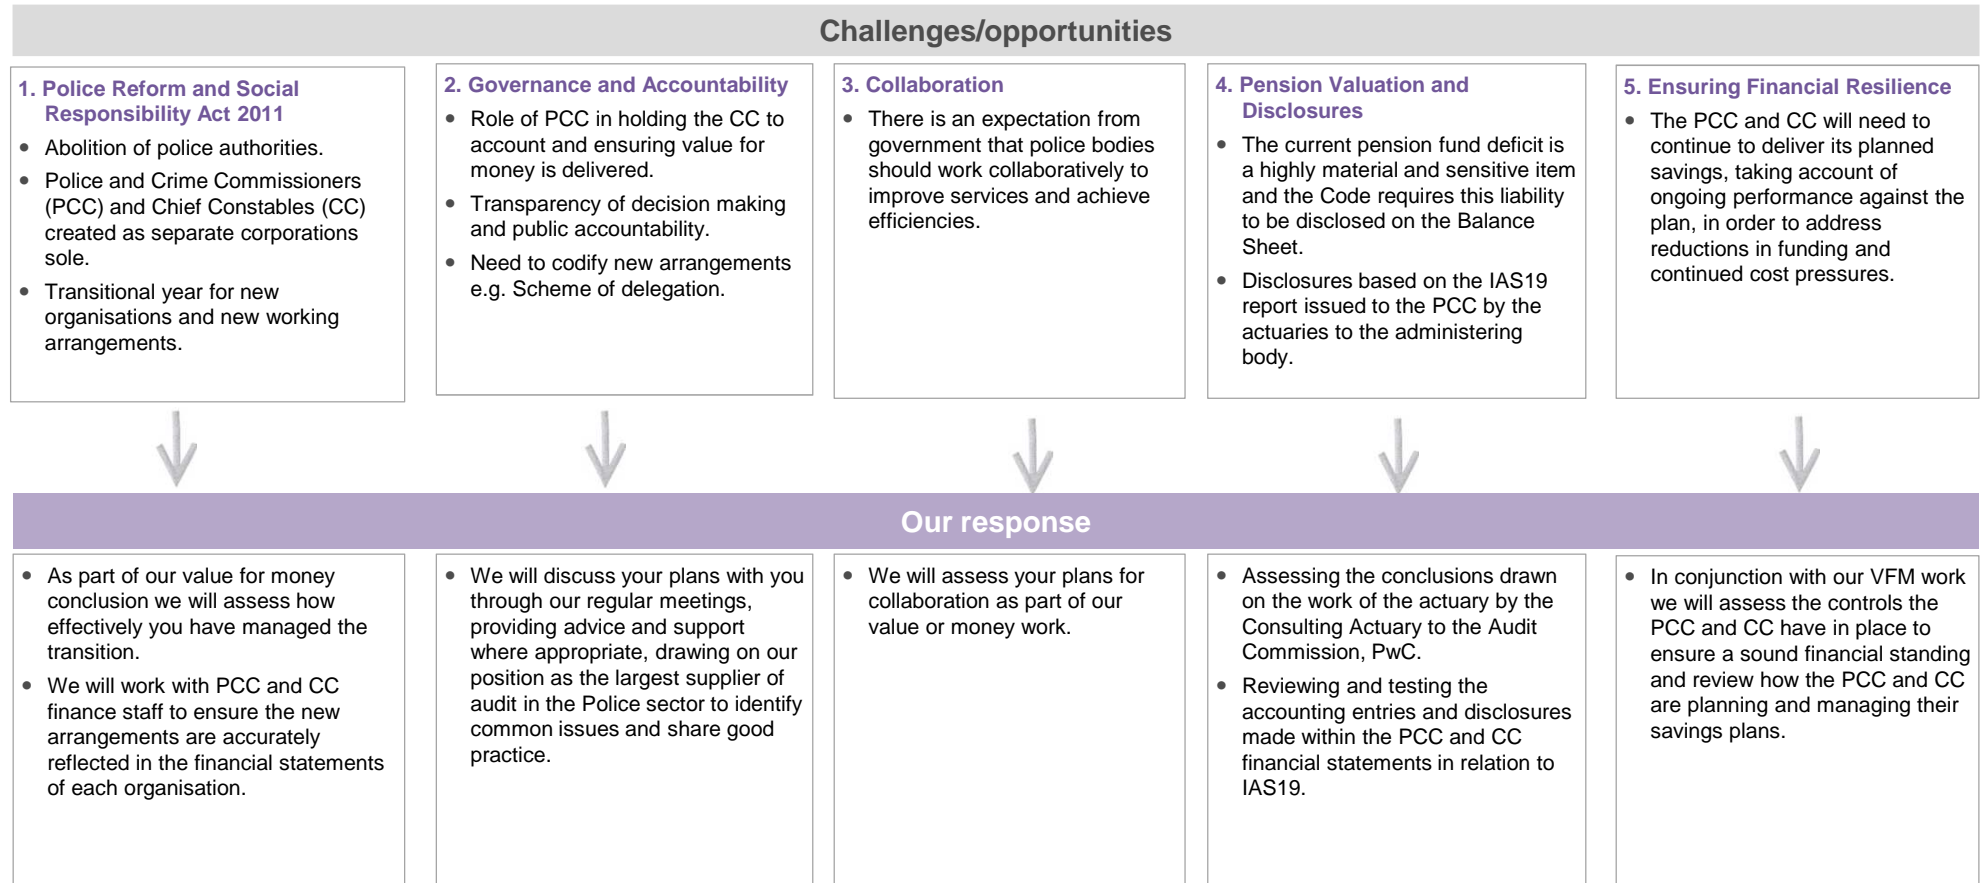 Challenges/opportunities
1. Police Reform and Social
Responsibility Act 2011
• Abolition of police authorities.
• Police and Crime Commissioners
(PCC) and Chief Constables (CC)
created as separate corporations
sole.
• Transitional year for new
organisations and new working
arrangements.
2. Governance and Accountability
• Role of PCC in holding the CC to
account and ensuring value for
money is delivered.
• Transparency of decision making
and public accountability.
• Need to codify new arrangements
e.g. Scheme of delegation.
3. Collaboration
• There is an expectation from
government that police bodies
should work collaboratively to
improve services and achieve
efficiencies.
4. Pension Valuation and
Disclosures
• The current pension fund deficit is
a highly material and sensitive item
and the Code requires this liability
to be disclosed on the Balance
Sheet.
• Disclosures based on the IAS19
report issued to the PCC by the
actuaries to the administering
body.
5. Ensuring Financial Resilience
• The PCC and CC will need to
continue to deliver its planned
savings, taking account of
ongoing performance against the
plan, in order to address
reductions in funding and
continued cost pressures.
Our response
• As part of our value for money
conclusion we will assess how
effectively you have managed the
transition.
• We will work with PCC and CC
finance staff to ensure the new
arrangements are accurately
reflected in the financial statements
of each organisation.
• We will discuss your plans with you
through our regular meetings,
providing advice and support
where appropriate, drawing on our
position as the largest supplier of
audit in the Police sector to identify
common issues and share good
practice.
• We will assess your plans for
collaboration as part of our
value or money work.
• Assessing the conclusions drawn
on the work of the actuary by the
Consulting Actuary to the Audit
Commission, PwC.
• Reviewing and testing the
accounting entries and disclosures
made within the PCC and CC
financial statements in relation to
IAS19.
• In conjunction with our VFM work
we will assess the controls the
PCC and CC have in place to
ensure a sound financial standing
and review how the PCC and CC
are planning and managing their
savings plans.